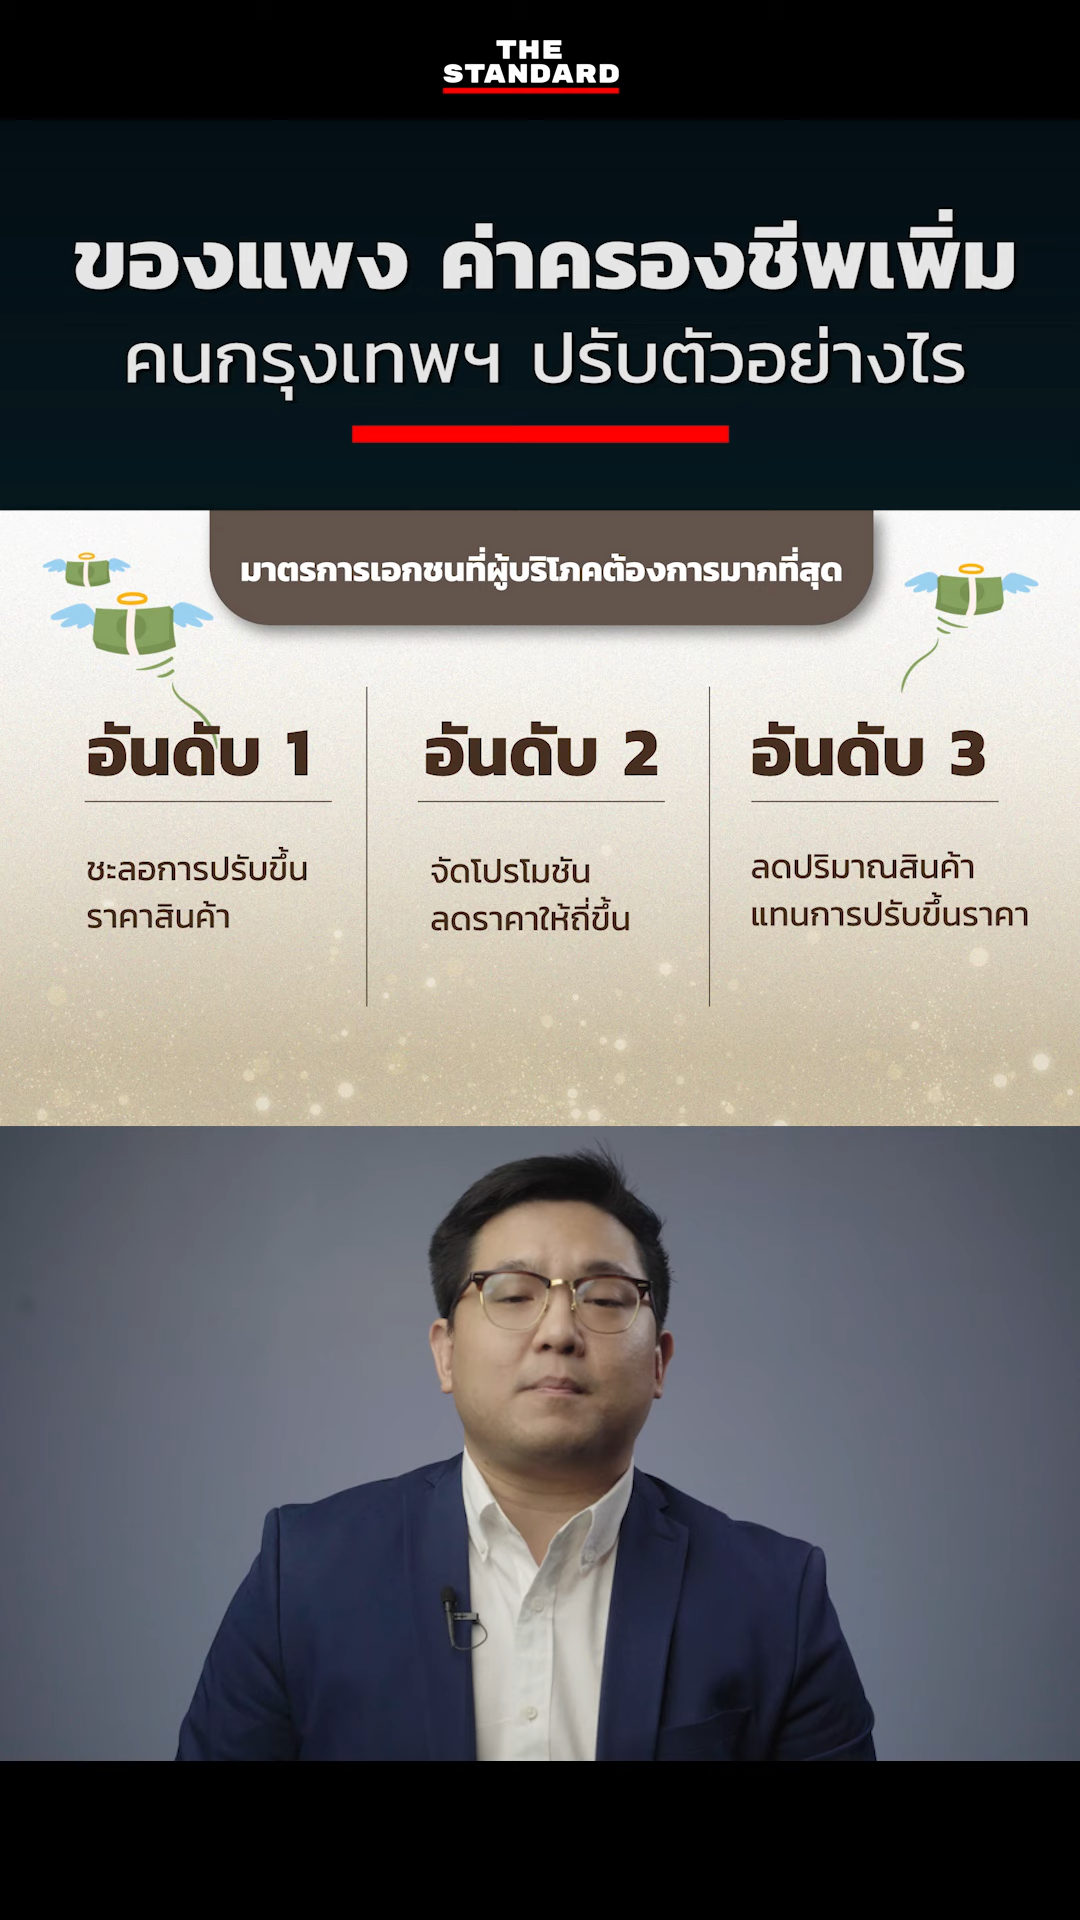 THE
STANDARD
ของแพง ค่าครองชีพเพิ่ม
คนกรุงเทพฯ ปรับตัวอย่างไร
มาตรการเอกชนที่ผู้บริโภคต้องการมากที่สุด
อันดับ 1
ชะลอการปรับขึ้น
ราคาสินค้า
อันดับ 2
จัดโปรโมชัน
ลดราคาให้ถี่ขึ้น
อันดับ 3
ลดปริมาณสินค้า
แทนการปรับขึ้นราคา